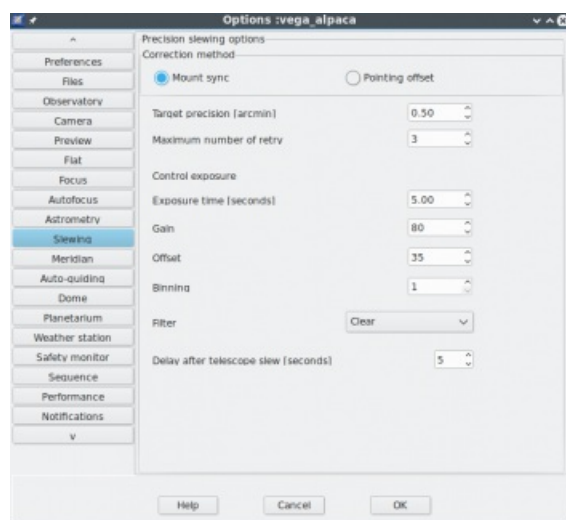 Options :vega_alpaca
^
Preferences
Files
Observatory
Camera
Preview
Flat
Focus
Autofocus
Astrometry
Slewing
Meridian
Auto-guiding
Dome
Planetarium
Weather station
Safety monitor
Sequence
Performance
Notifications
v
Precision slewing options
Correction method
Mount sync
Pointing offset
Target precision [arcmin] 0.50
Maximum number of retry 3
Control exposure
Exposure time [seconds] 5.00
Gain 80
Offset 35
Binning 1
Filter Clear
Delay after telescope slew [seconds] 5
Help Cancel OK